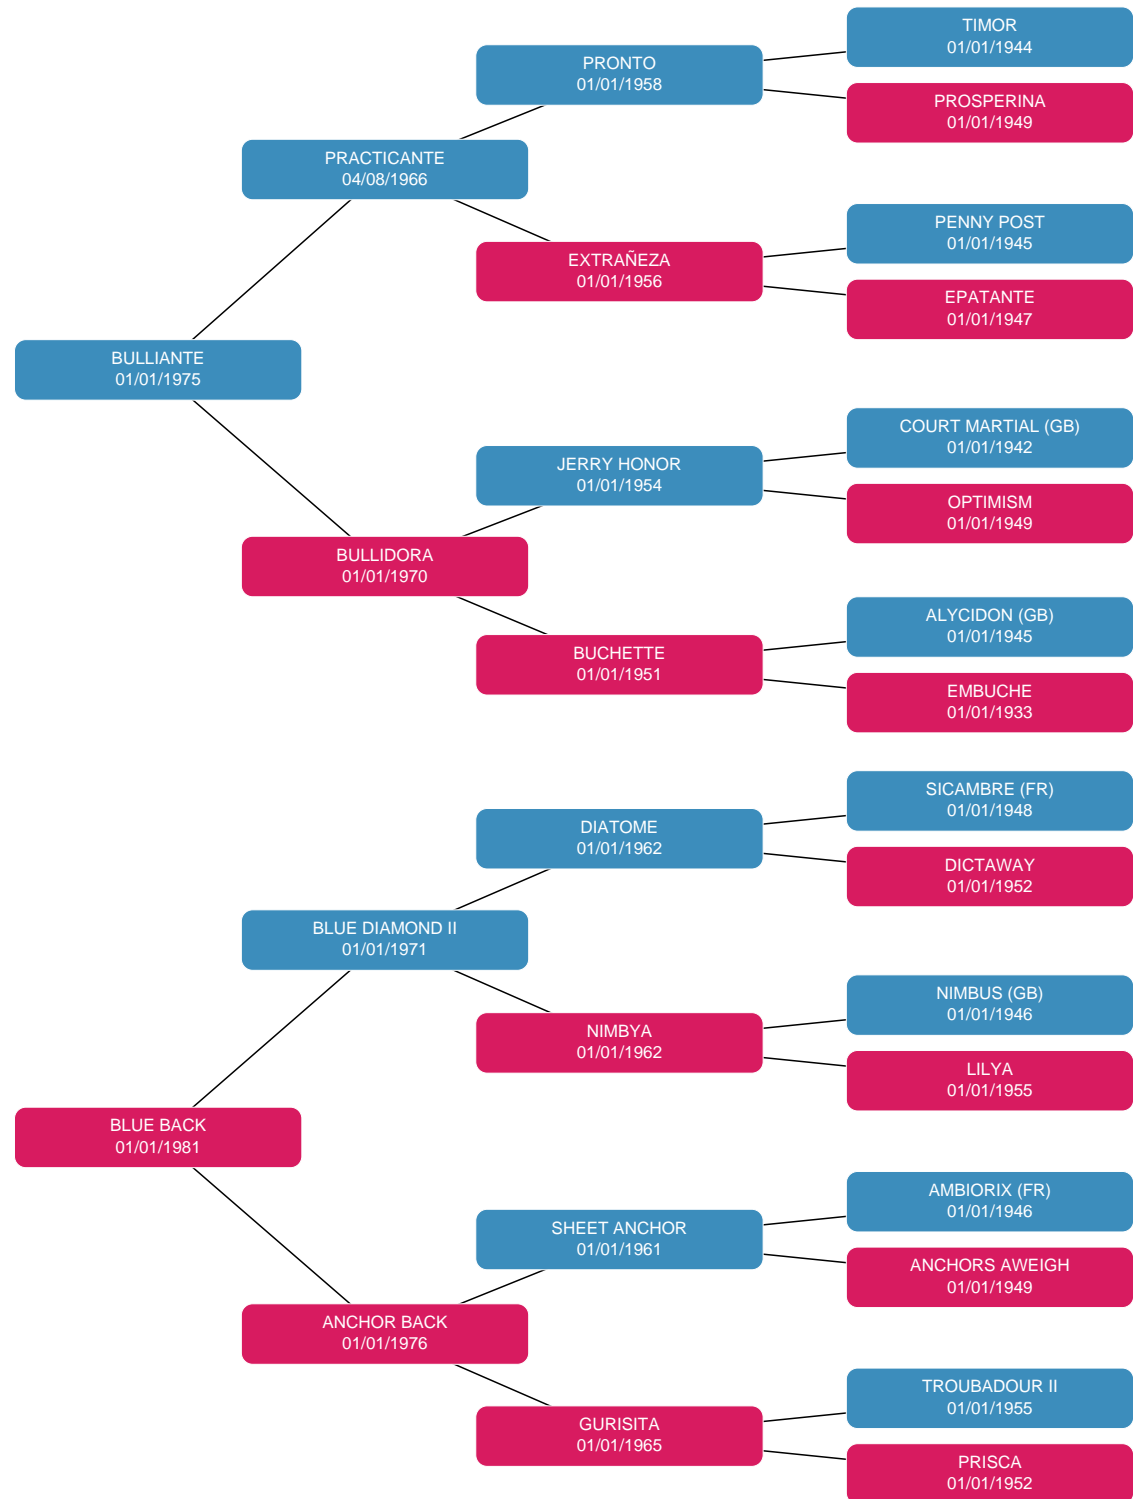 TIMOR
01/01/1944
PRONTO
01/01/1958
PROSPERINA
01/01/1949
PRACTICANTE
04/08/1966
PENNY POST
01/01/1945
EXTRAÑEZA
01/01/1956
EPATANTE
01/01/1947
BULLIANTE
01/01/1975
COURT MARTIAL (GB)
01/01/1942
JERRY HONOR
01/01/1954
OPTIMISM
01/01/1949
BULLIDORA
01/01/1970
ALYCIDON (GB)
01/01/1945
BUCHETTE
01/01/1951
EMBUCHE
01/01/1933
SICAMBRE (FR)
01/01/1948
DIATOME
01/01/1962
DICTAWAY
01/01/1952
BLUE DIAMOND II
01/01/1971
NIMBUS (GB)
01/01/1946
NIMBYA
01/01/1962
LILYA
01/01/1955
BLUE BACK
01/01/1981
AMBIORIX (FR)
01/01/1946
SHEET ANCHOR
01/01/1961
ANCHORS AWEIGH
01/01/1949
ANCHOR BACK
01/01/1976
TROUBADOUR II
01/01/1955
GURISITA
01/01/1965
PRISCA
01/01/1952